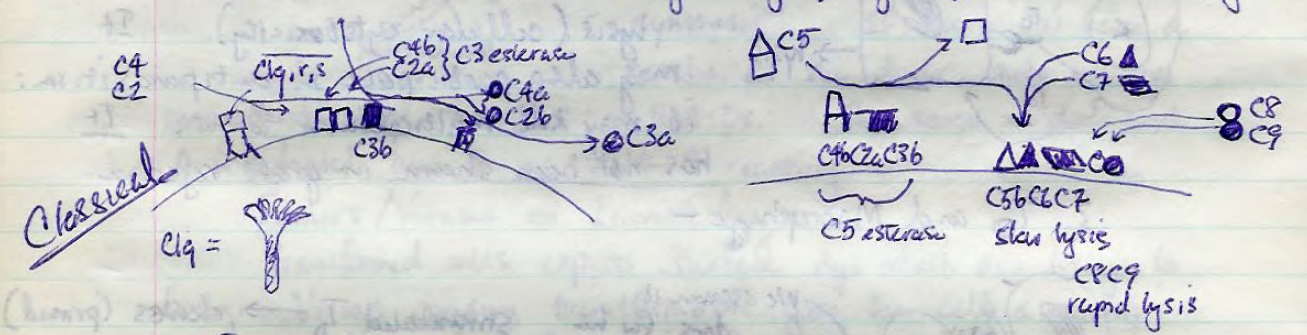 C4
C2
C1q,r,s
C4b
C2a } C3 esterase
C4a
C2b
C3b
C3a
Classical
C1q =
C5
C6
C7
C8
C9
C4bC2aC3b
C5 esterase
C5bC6C7
slow lysis
C8C9
rapid lysis